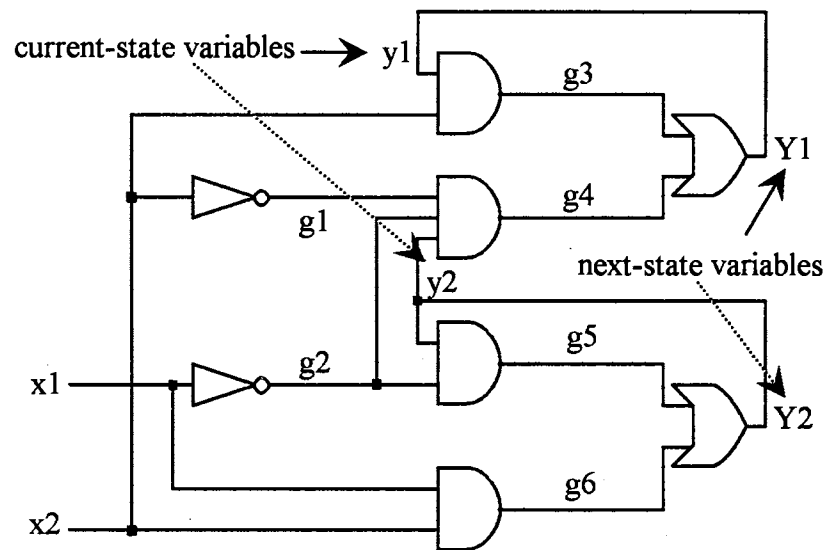 current-state variables
y1
g3
Y1
g1
g4
next-state variables
y2
g5
g2
x1
Y2
g6
x2